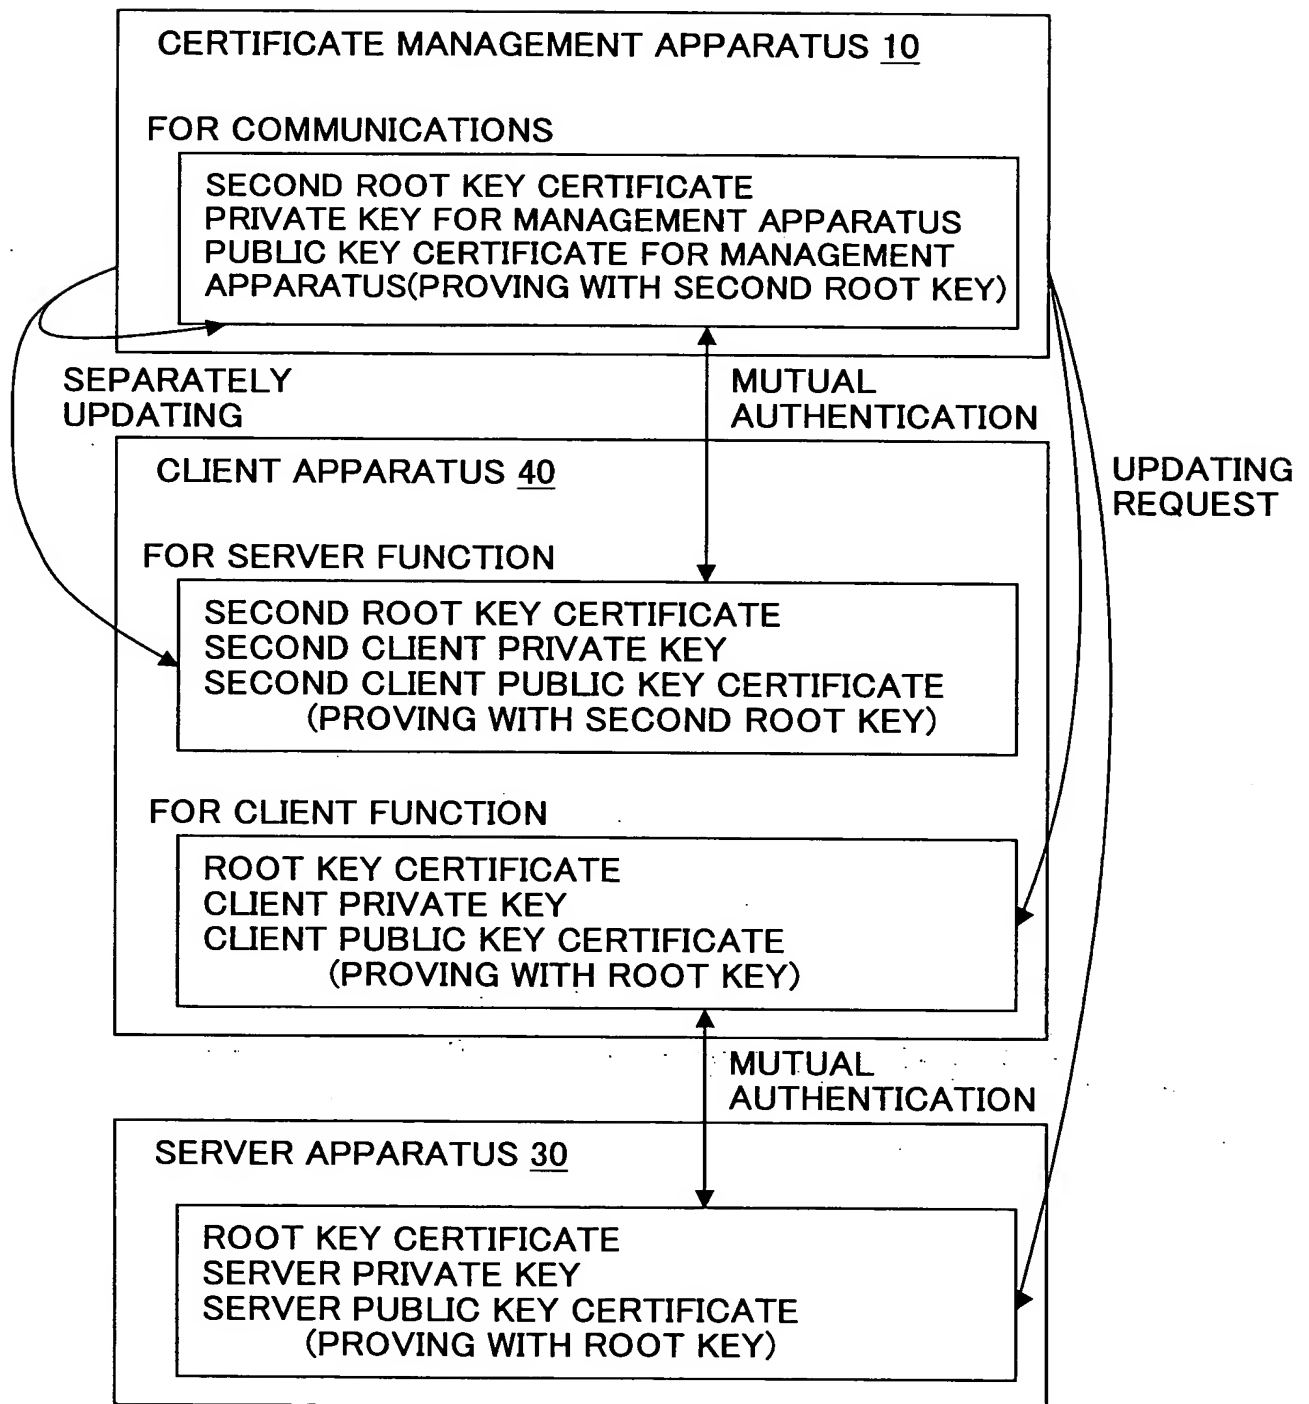 CERTIFICATE MANAGEMENT APPARATUS 10
FOR COMMUNICATIONS
SECOND ROOT KEY CERTIFICATE
PRIVATE KEY FOR MANAGEMENT APPARATUS
PUBLIC KEY CERTIFICATE FOR MANAGEMENT
APPARATUS(PROVING WITH SECOND ROOT KEY)
SEPARATELY
UPDATING
MUTUAL
AUTHENTICATION
UPDATING
REQUEST
CLIENT APPARATUS 40
FOR SERVER FUNCTION
SECOND ROOT KEY CERTIFICATE
SECOND CLIENT PRIVATE KEY
SECOND CLIENT PUBLIC KEY CERTIFICATE
(PROVING WITH SECOND ROOT KEY)
FOR CLIENT FUNCTION
ROOT KEY CERTIFICATE
CLIENT PRIVATE KEY
CLIENT PUBLIC KEY CERTIFICATE
(PROVING WITH ROOT KEY)
MUTUAL
AUTHENTICATION
SERVER APPARATUS 30
ROOT KEY CERTIFICATE
SERVER PRIVATE KEY
SERVER PUBLIC KEY CERTIFICATE
(PROVING WITH ROOT KEY)